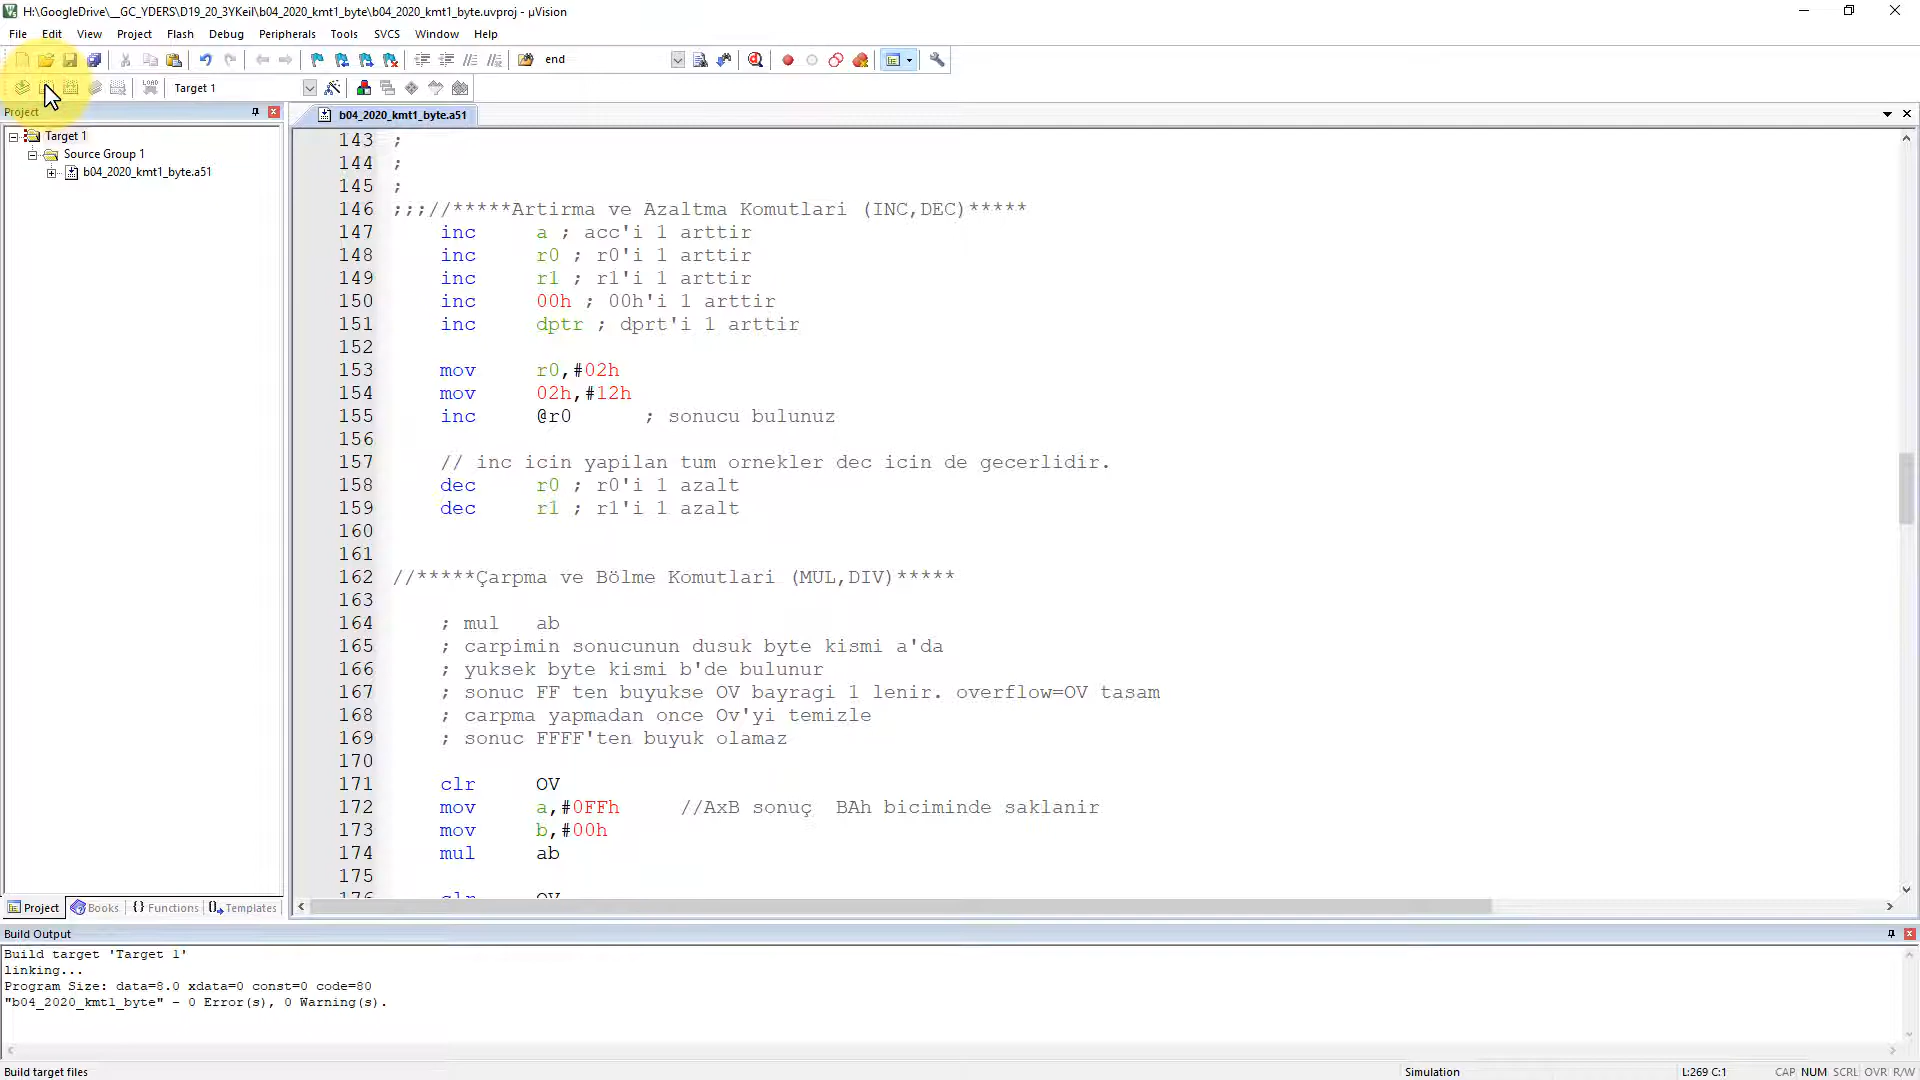 H:\GoogleDrive\__GC_YDERS\D19_20_3YKeil\b04_2020_kmt1_byte\b04_2020_kmt1_byte.uvproj - µVision
File Edit View Project Flash Debug Peripherals Tools SVCS Window Help
end
LOAD Target 1
Project
b04_2020_kmt1_byte.a51
Target 1
Source Group 1
b04_2020_kmt1_byte.a51
143 ;
144 ;
145 ;
146 ;;;//*****Artirma ve Azaltma Komutlari (INC,DEC)*****
147 inc a ; acc'i 1 arttir
148 inc r0 ; r0'i 1 arttir
149 inc r1 ; r1'i 1 arttir
150 inc 00h ; 00h'i 1 arttir
151 inc dptr ; dprt'i 1 arttir
152
153 mov r0,#02h
154 mov 02h,#12h
155 inc @r0 ; sonucu bulunuz
156
157 // inc icin yapilan tum ornekler dec icin de gecerlidir.
158 dec r0 ; r0'i 1 azalt
159 dec r1 ; r1'i 1 azalt
160
161
162 //*****Çarpma ve Bölme Komutlari (MUL,DIV)*****
163
164 ; mul ab
165 ; carpimin sonucunun dusuk byte kismi a'da
166 ; yuksek byte kismi b'de bulunur
167 ; sonuc FF ten buyukse OV bayragi 1 lenir. overflow=OV tasam
168 ; carpma yapmadan once Ov'yi temizle
169 ; sonuc FFFF'ten buyuk olamaz
170
171 clr OV
172 mov a,#0FFh //AxB sonuç BAh biciminde saklanir
173 mov b,#00h
174 mul ab
175
176 clr OV
Project Books {} Functions Templates
Build Output
Build target 'Target 1'
linking...
Program Size: data=8.0 xdata=0 const=0 code=80
"b04_2020_kmt1_byte" - 0 Error(s), 0 Warning(s).
Build target files Simulation L:269 C:1 CAP NUM SCRL OVR R/W